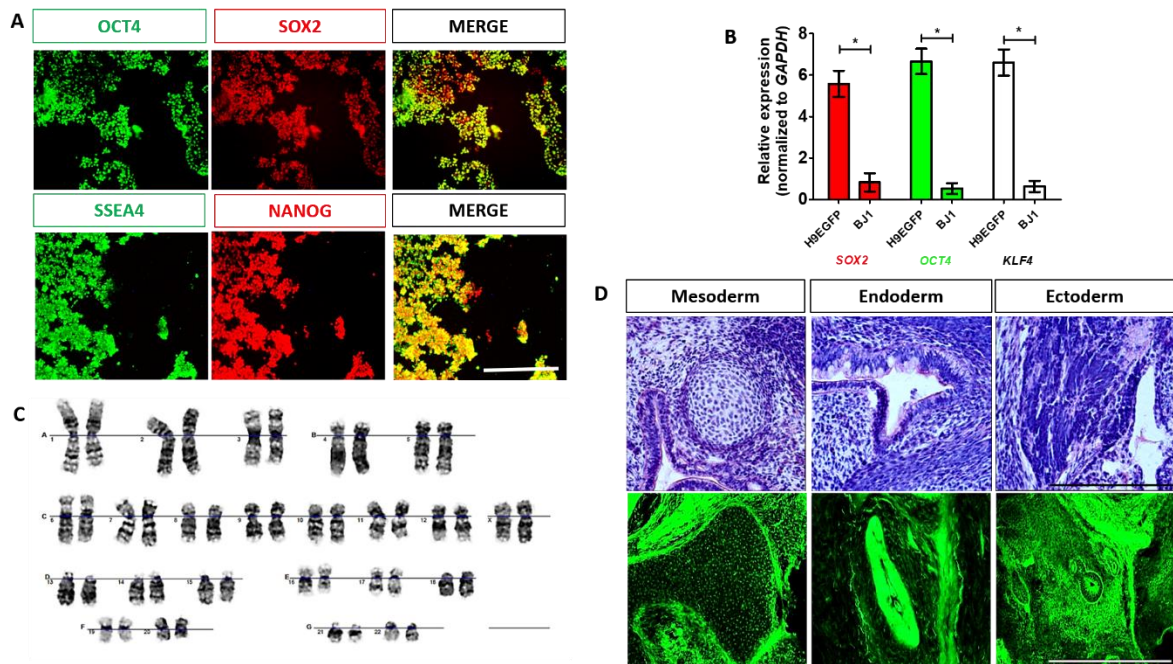 A
OCT4 SOX2 MERGE
SSEA4 NANOG MERGE
B
Relative expression
(normalized to GAPDH)
8
6
4
2
0
* * *
H9EGFP BJ1 H9EGFP BJ1 H9EGFP BJ1
SOX2 OCT4 KLF4
C
A B
1 2 3 4 5
C
6 7 8 9 10 11 12 X
D E
13 14 15 16 17 18
F G
19 20 21 22
D
Mesoderm Endoderm Ectoderm